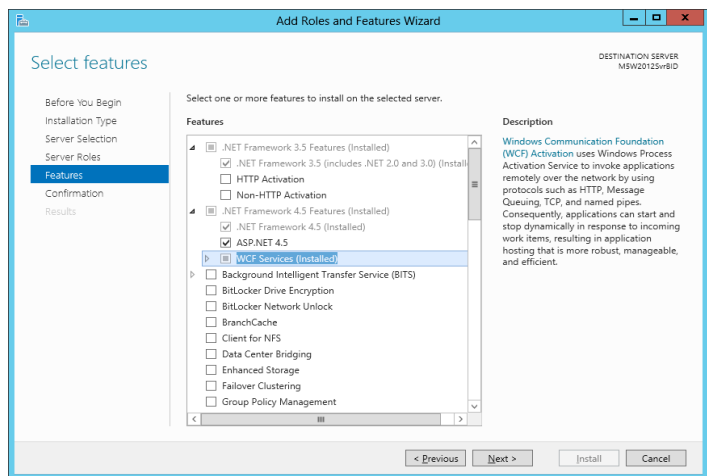 Add Roles and Features Wizard
Select features
DESTINATION SERVER
MSW2012SvrBID
Before You Begin
Installation Type
Server Selection
Server Roles
Features
Confirmation
Results
Select one or more features to install on the selected server.
Features
.NET Framework 3.5 Features (Installed)
.NET Framework 3.5 (includes .NET 2.0 and 3.0) (Install
HTTP Activation
Non-HTTP Activation
.NET Framework 4.5 Features (Installed)
.NET Framework 4.5 (Installed)
ASP.NET 4.5
WCF Services (Installed)
Background Intelligent Transfer Service (BITS)
BitLocker Drive Encryption
BitLocker Network Unlock
BranchCache
Client for NFS
Data Center Bridging
Enhanced Storage
Failover Clustering
Group Policy Management
Description
Windows Communication Foundation
(WCF) Activation uses Windows Process
Activation Service to invoke applications
remotely over the network by using
protocols such as HTTP, Message
Queuing, TCP, and named pipes.
Consequently, applications can start and
stop dynamically in response to incoming
work items, resulting in application
hosting that is more robust, manageable,
and efficient.
< Previous
Next >
Install
Cancel